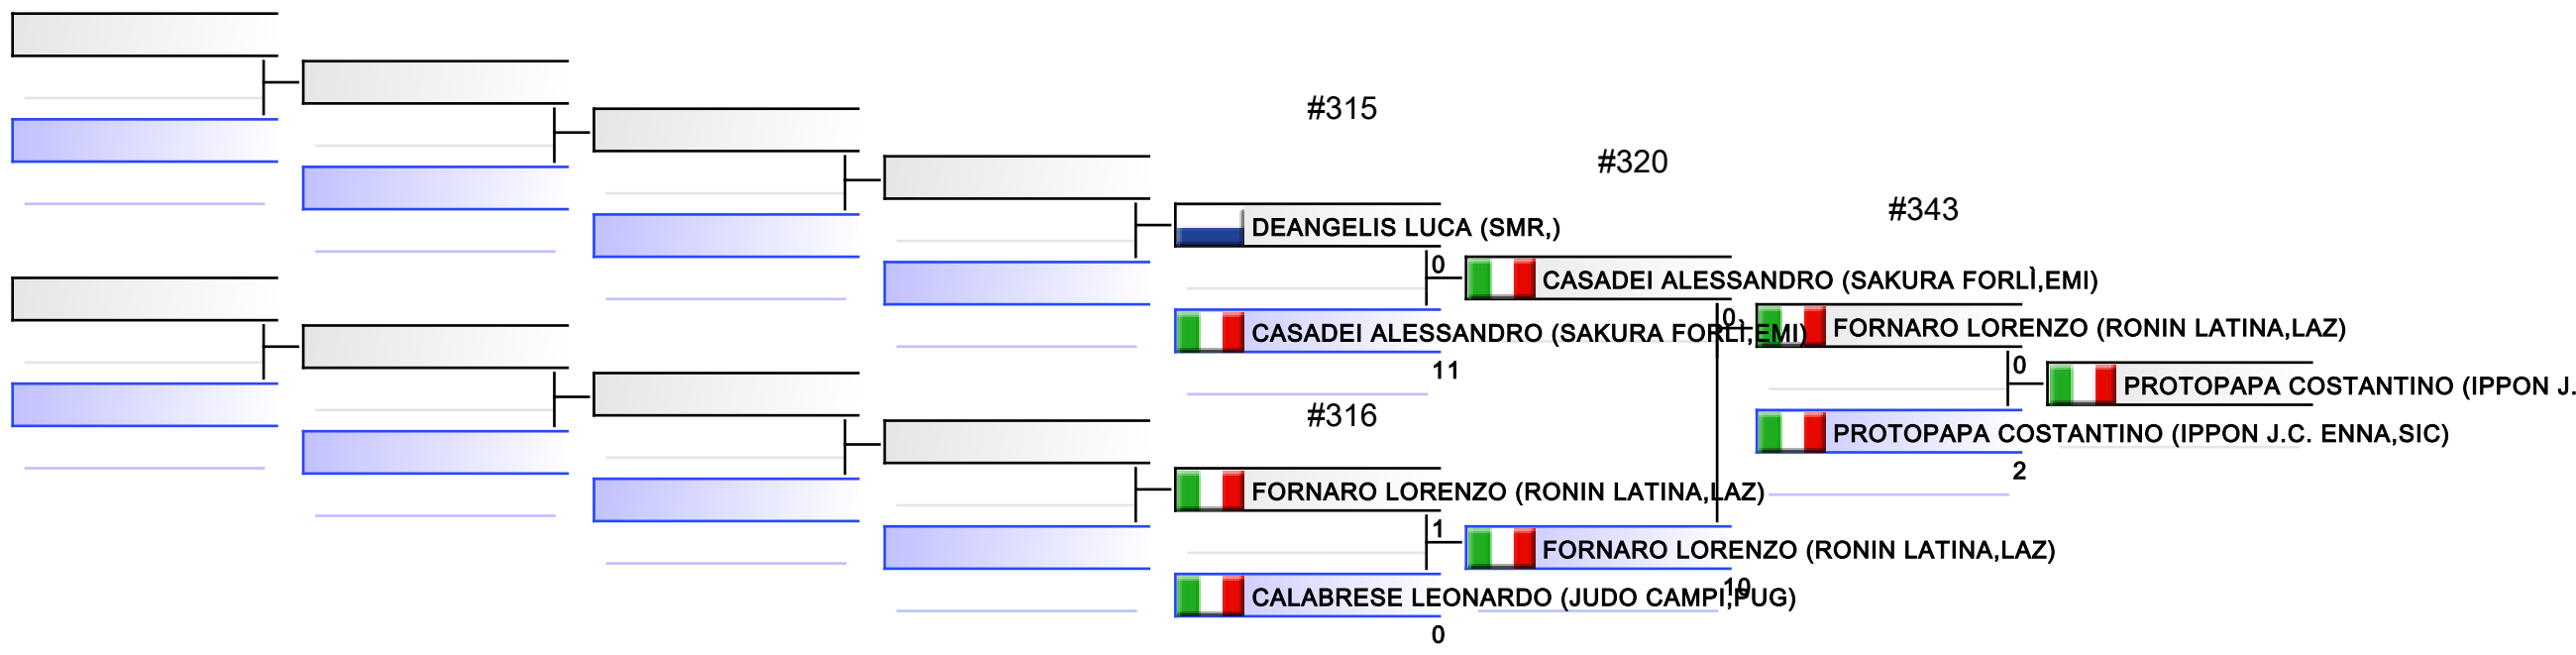 #315
#320
#343
DEANGELIS LUCA (SMR,)
0
CASADEI ALESSANDRO (SAKURA FORLÌ,EMI)
0
FORNARO LORENZO (RONIN LATINA,LAZ)
CASADEI ALESSANDRO (SAKURA FORLÌ,EMI)
11
0
PROTOPAPA COSTANTINO (IPPON J.
#316
PROTOPAPA COSTANTINO (IPPON J.C. ENNA,SIC)
2
FORNARO LORENZO (RONIN LATINA,LAZ)
1
FORNARO LORENZO (RONIN LATINA,LAZ)
10
CALABRESE LEONARDO (JUDO CAMPI,PUG)
0